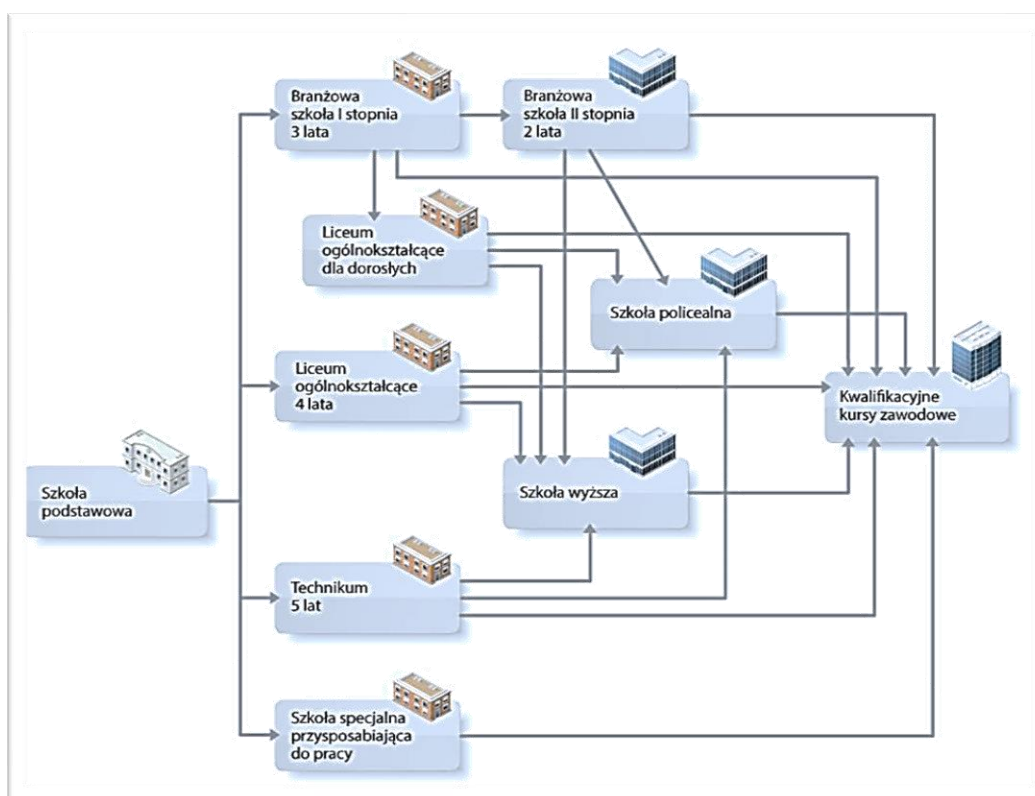 Branżowa
szkoła I stopnia
3 lata
Branżowa
szkoła II stopnia
2 lata
Liceum
ogólnokształcące
dla dorosłych
Szkoła policealna
Liceum
ogólnokształcące
4 lata
Kwalifikacyjne
kursy zawodowe
Szkoła
podstawowa
Szkoła wyższa
Technikum
5 lat
Szkoła specjalna
przysposabiająca
do pracy